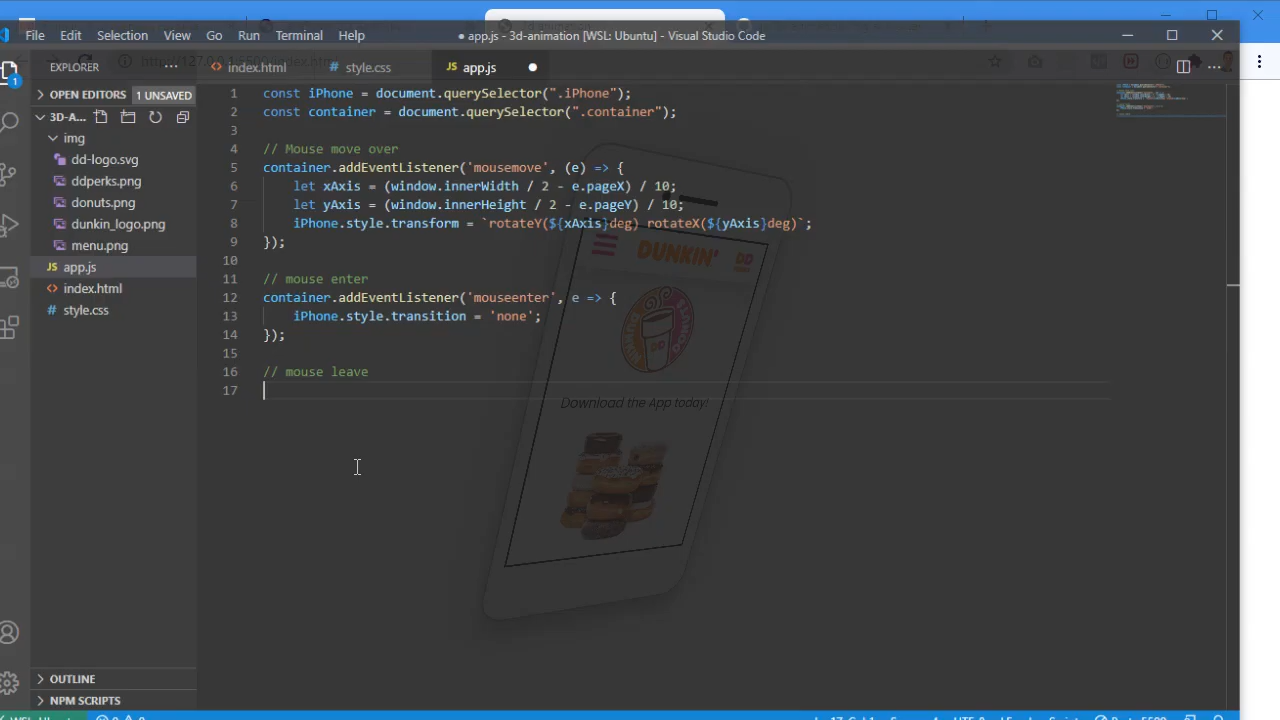 File Edit Selection View Go Run Terminal Help
● app.js - 3d-animation [WSL: Ubuntu] - Visual Studio Code
EXPLORER ...
index.html
# style.css
JS app.js ●
1
OPEN EDITORS 1 UNSAVED
3D-A...
img
dd-logo.svg
ddperks.png
donuts.png
dunkin_logo.png
menu.png
JS app.js
index.html
# style.css
OUTLINE
NPM SCRIPTS
1 const iPhone = document.querySelector(".iPhone");
2 const container = document.querySelector(".container");
3
4 // Mouse move over
5 container.addEventListener('mousemove', (e) => {
6 let xAxis = (window.innerWidth / 2 - e.pageX) / 10;
7 let yAxis = (window.innerHeight / 2 - e.pageY) / 10;
8 iPhone.style.transform = `rotateY(${xAxis}deg) rotateX(${yAxis}deg)`;
9 });
10
11 // mouse enter
12 container.addEventListener('mouseenter', e => {
13 iPhone.style.transition = 'none';
14 });
15
16 // mouse leave
17
DUNKIN' DD
DUNKIN' DONUTS
DD
Download the App today!